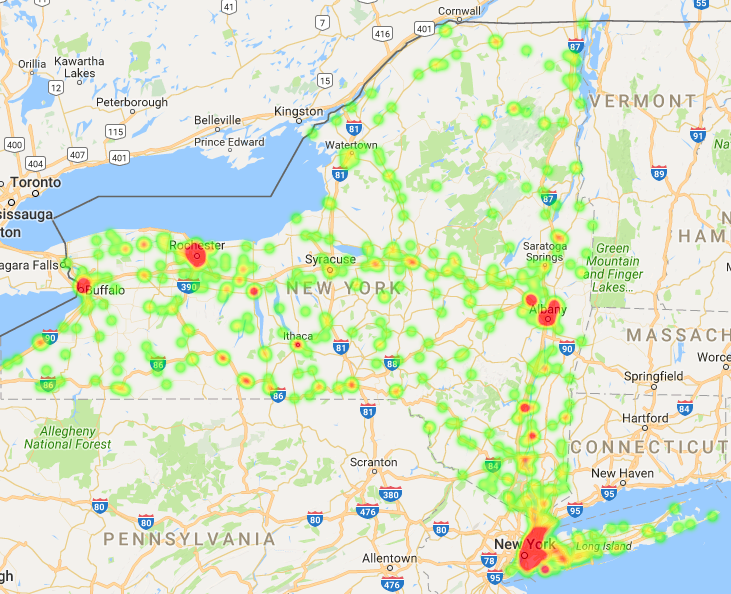 41
55
Cornwall
401
416
7
87
Orillia
Kawartha
Lakes
12
15
Peterborough
VERMONT
Kingston
Belleville
81
115
Prince Edward
91
400
407
401
Watertown
404
89
81
Toronto
87
HAM
Rochester
Saratoga
Springs
Green
Mountain
and Finger
Lakes...
agara Falls
Syracuse
Buffalo
390
NEW YORK
Albany
90
Ithaca
MASSACH
81
90
86
88
Worce
86
Springfield
86
81
84
Hartford
Allegheny
National Forest
CONNECTICUT
84
Scranton
New Haven
380
95
80
476
95
80
80
80
PENNSYLVANIA
New York
Long Island
Allentown
78
476
95
gh